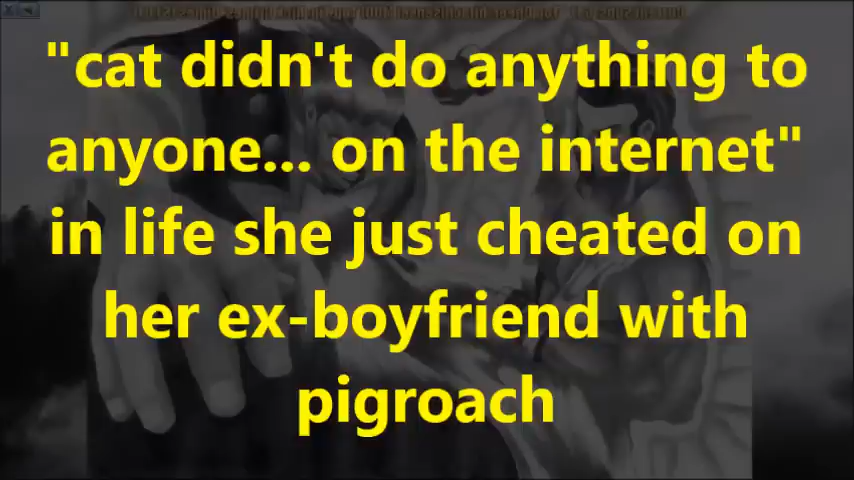 "cat didn't do anything to
anyone... on the internet"
in life she just cheated on
her ex-boyfriend with
pigroach